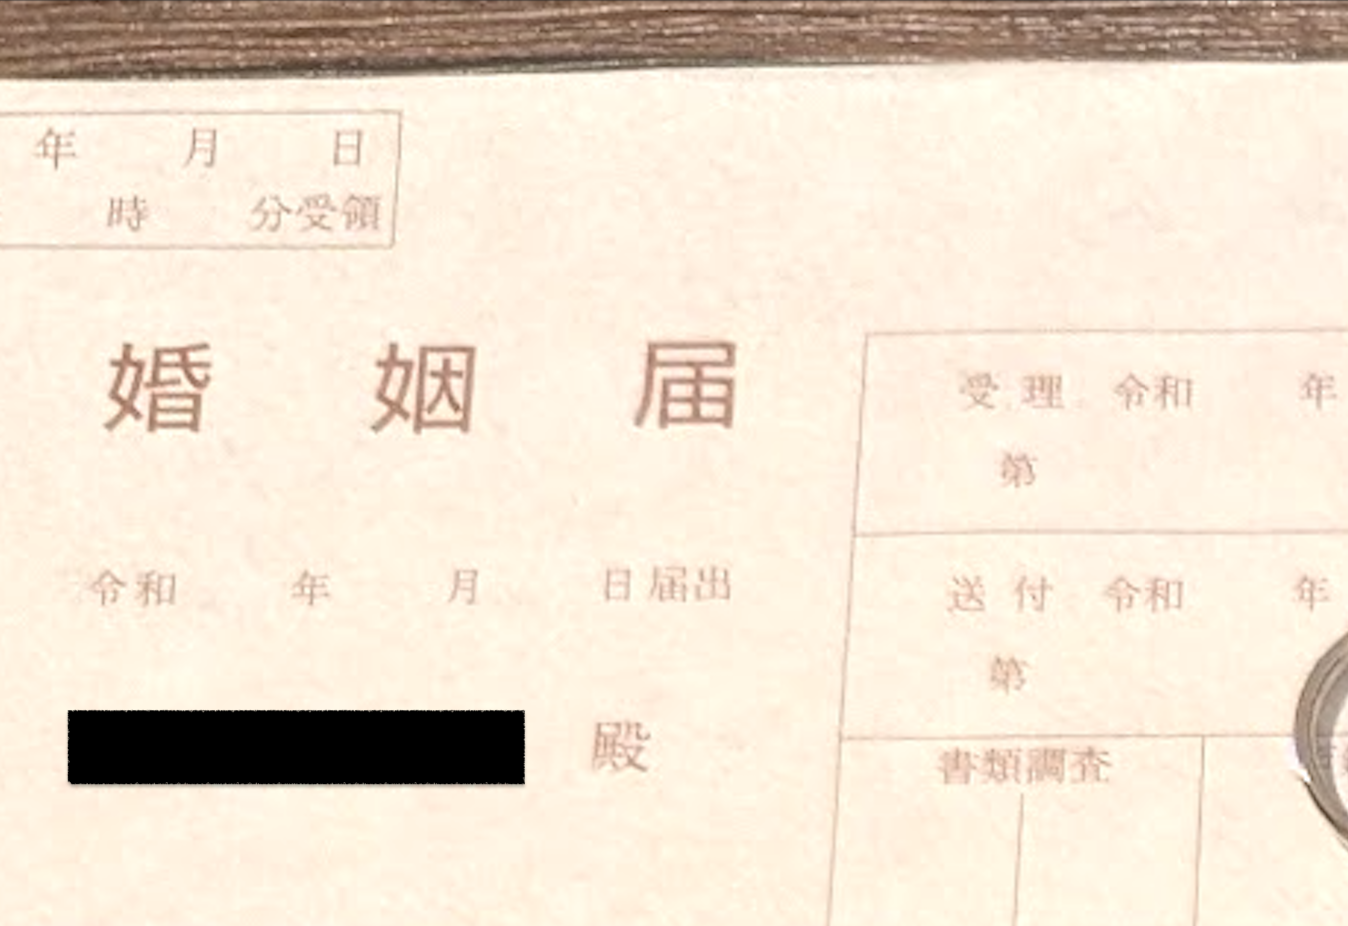 年 月 日
時 分受領
婚 姻 届
令和 年 月 日届出
殿
受理 令和 年
第
送付 令和 年
第
書類調査